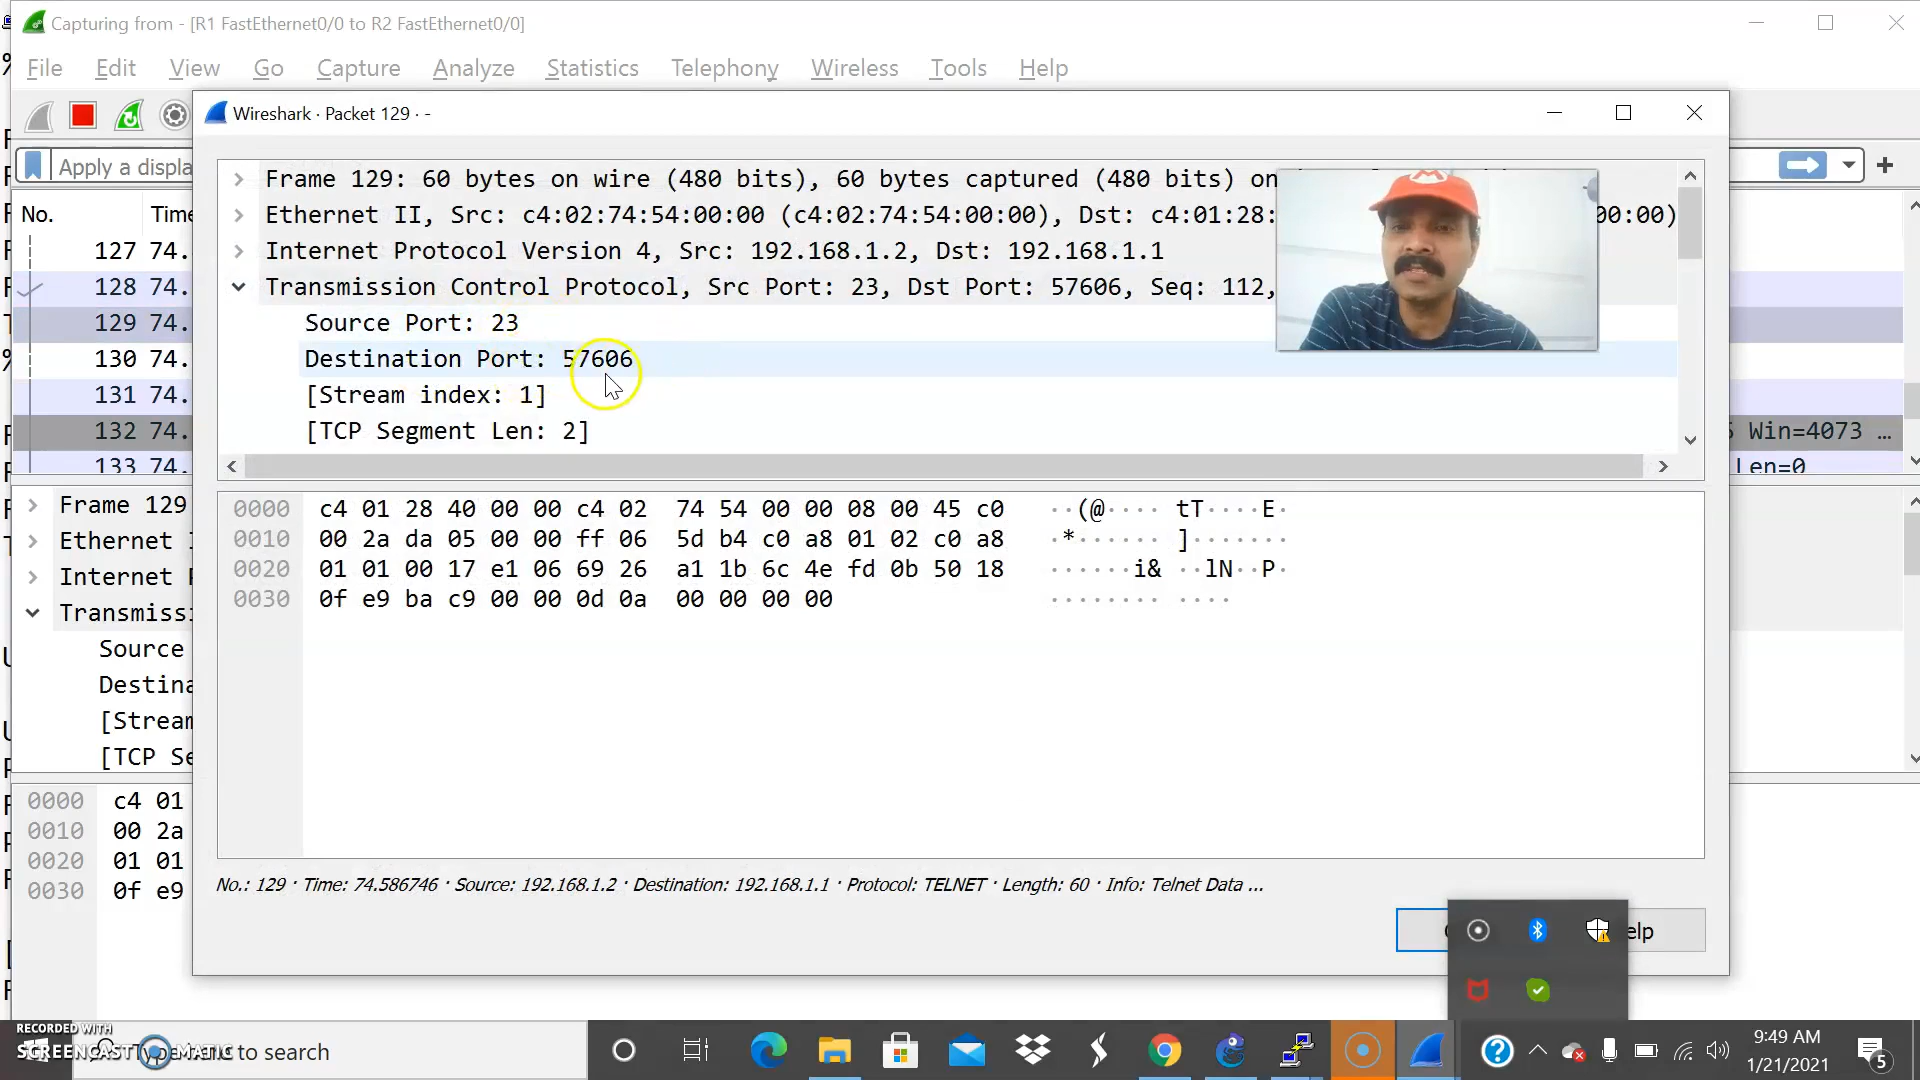 Capturing from - [R1 FastEthernet0/0 to R2 FastEthernet0/0]
File Edit View Go Capture Analyze Statistics Telephony Wireless Tools Help
Wireshark · Packet 129 · -
Apply a displa
No. Time
127 74.
128 74.
129 74.
130 74.
131 74.
132 74.
133 74.
5 Win=4073 …
Len=0
Frame 129: 60 bytes on wire (480 bits), 60 bytes captured (480 bits) on
Ethernet II, Src: c4:02:74:54:00:00 (c4:02:74:54:00:00), Dst: c4:01:28: 00:00)
Internet Protocol Version 4, Src: 192.168.1.2, Dst: 192.168.1.1
Transmission Control Protocol, Src Port: 23, Dst Port: 57606, Seq: 112,
Source Port: 23
Destination Port: 57606
[Stream index: 1]
[TCP Segment Len: 2]
Frame 129
Ethernet I
Internet P
Transmiss
Source
Destina
[Stream
[TCP Se
0000 c4 01 28 40 00 00 c4 02 74 54 00 00 08 00 45 c0 ··(@···· tT····E·
0010 00 2a da 05 00 00 ff 06 5d b4 c0 a8 01 02 c0 a8 ·*······ ]·······
0020 01 01 00 17 e1 06 69 26 a1 1b 6c 4e fd 0b 50 18 ······i& ··lN··P·
0030 0f e9 ba c9 00 00 0d 0a 00 00 00 00 ········ ····
0000 c4 01
0010 00 2a
0020 01 01
0030 0f e9
No.: 129 · Time: 74.586746 · Source: 192.168.1.2 · Destination: 192.168.1.1 · Protocol: TELNET · Length: 60 · Info: Telnet Data ...
elp
RECORDED WITH
SCREENCAST MATIC
Type here to search
9:49 AM
1/21/2021
5